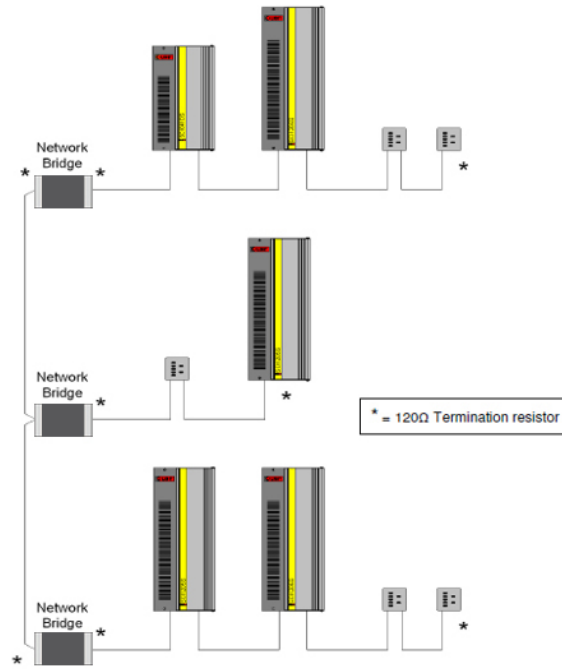 Network
Bridge
*
*
*
Network
Bridge
*
*
* = 120Ω Termination resistor
Network
Bridge
*
*
*